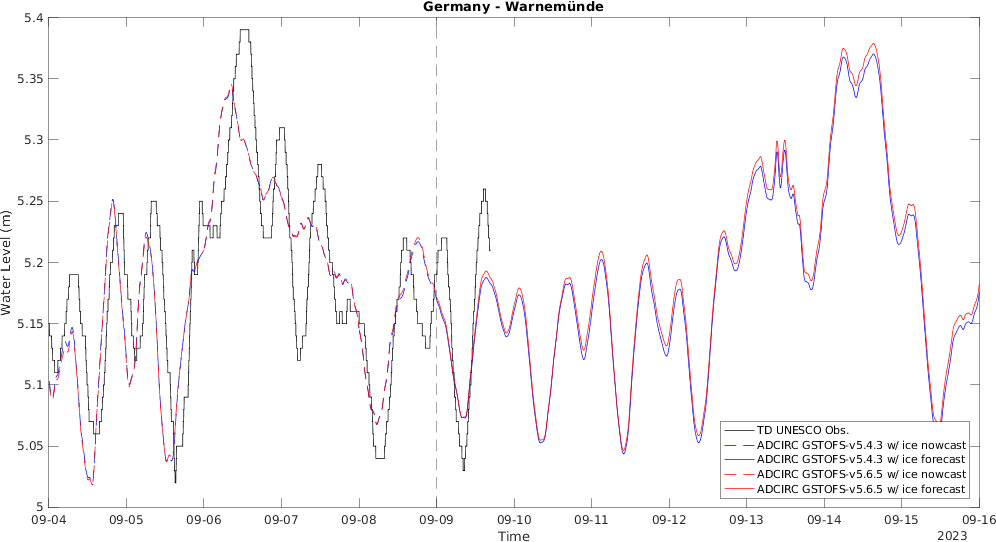 Germany - Warnemünde
5.4
5.35
5.3
5.25
5.2
5.15
5.1
5.05
5
Water Level (m)
TD UNESCO Obs.
ADCIRC GSTOFS-v5.4.3 w/ ice nowcast
ADCIRC GSTOFS-v5.4.3 w/ ice forecast
ADCIRC GSTOFS-v5.6.5 w/ ice nowcast
ADCIRC GSTOFS-v5.6.5 w/ ice forecast
09-04 09-05 09-06 09-07 09-08 09-09 09-10 09-11 09-12 09-13 09-14 09-15 09-16
Time
2023